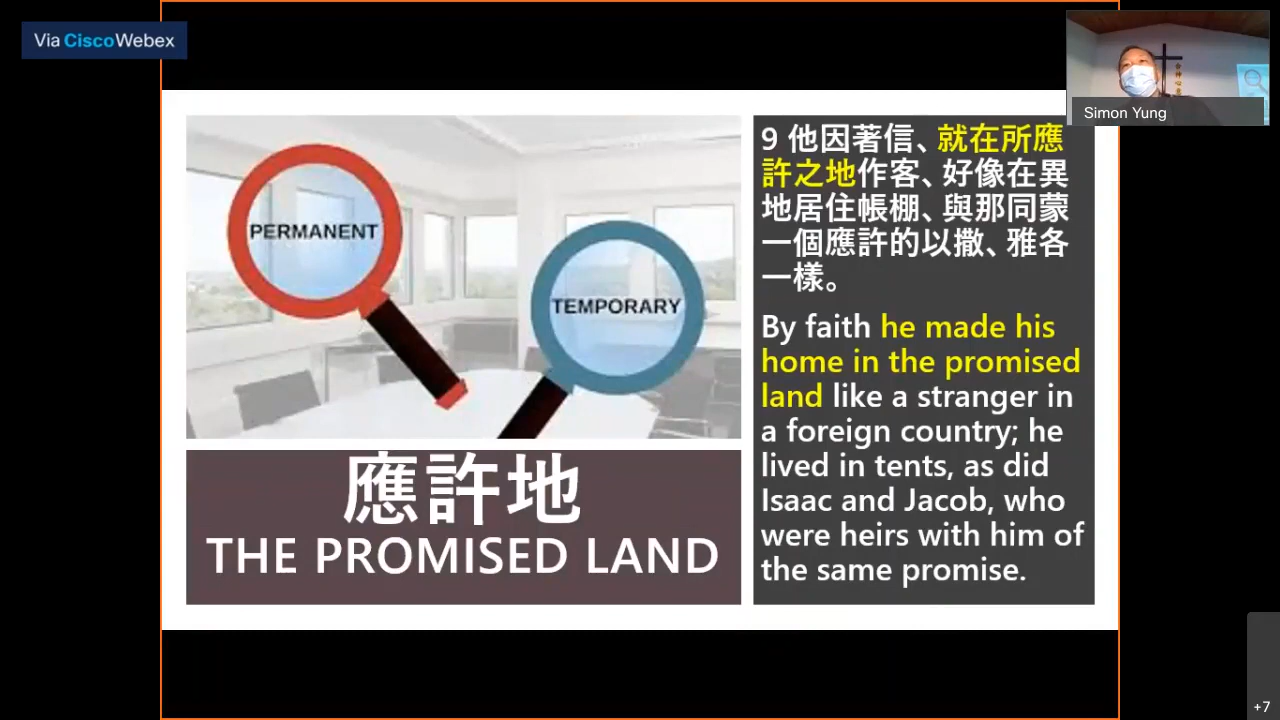 Via Cisco Webex
Simon Yung
PERMANENT
TEMPORARY
應許地
THE PROMISED LAND
9 他因著信、就在所應
許之地作客、好像在異
地居住帳棚、與那同蒙
一個應許的以撒、雅各
一樣。
By faith he made his
home in the promised
land like a stranger in
a foreign country; he
lived in tents, as did
Isaac and Jacob, who
were heirs with him of
the same promise.
+7